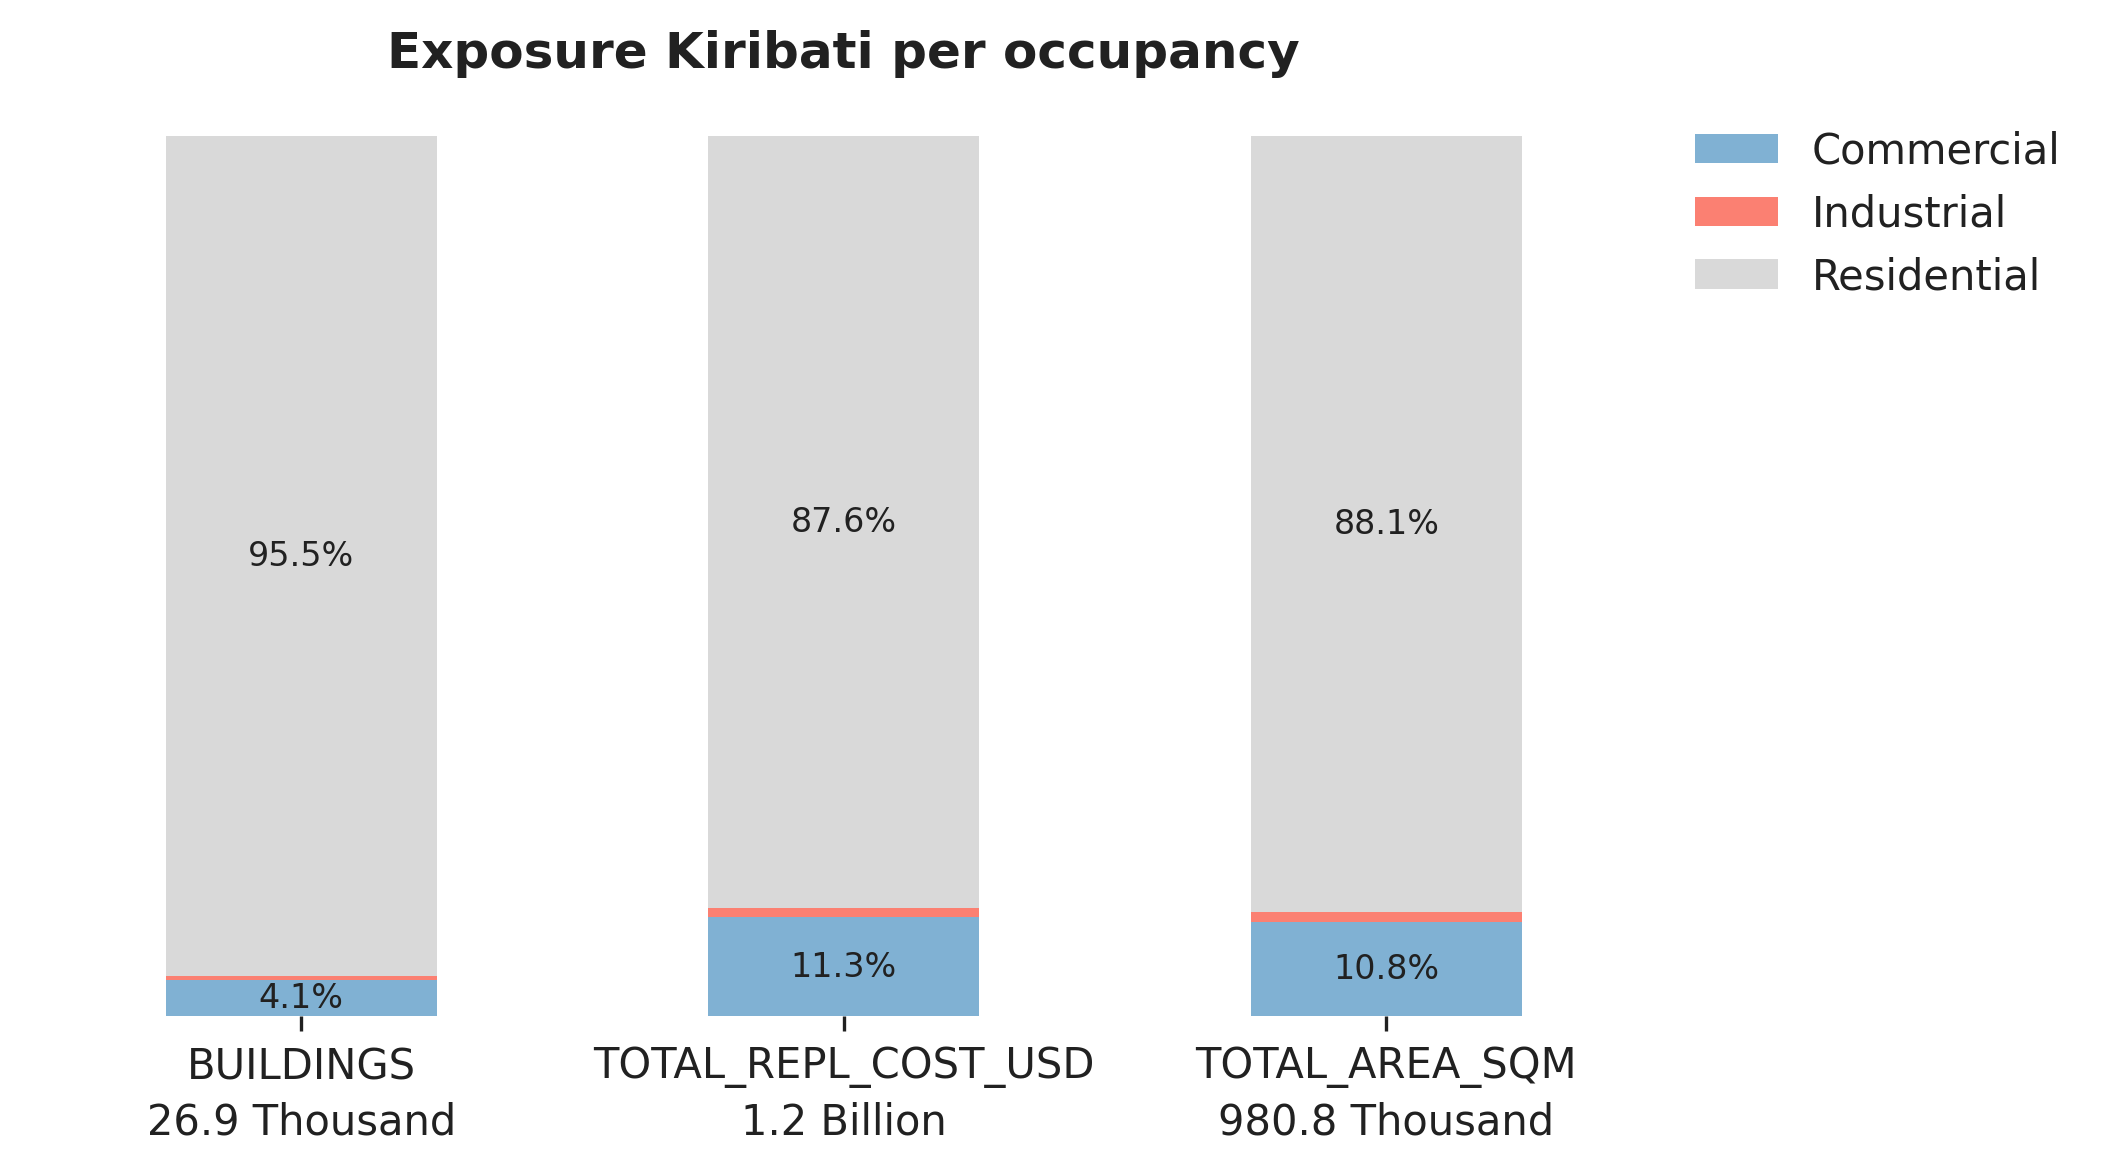 Exposure Kiribati per occupancy
Commercial
Industrial
Residential
95.5%
87.6%
88.1%
4.1%
11.3%
10.8%
BUILDINGS
26.9 Thousand
TOTAL_REPL_COST_USD
1.2 Billion
TOTAL_AREA_SQM
980.8 Thousand